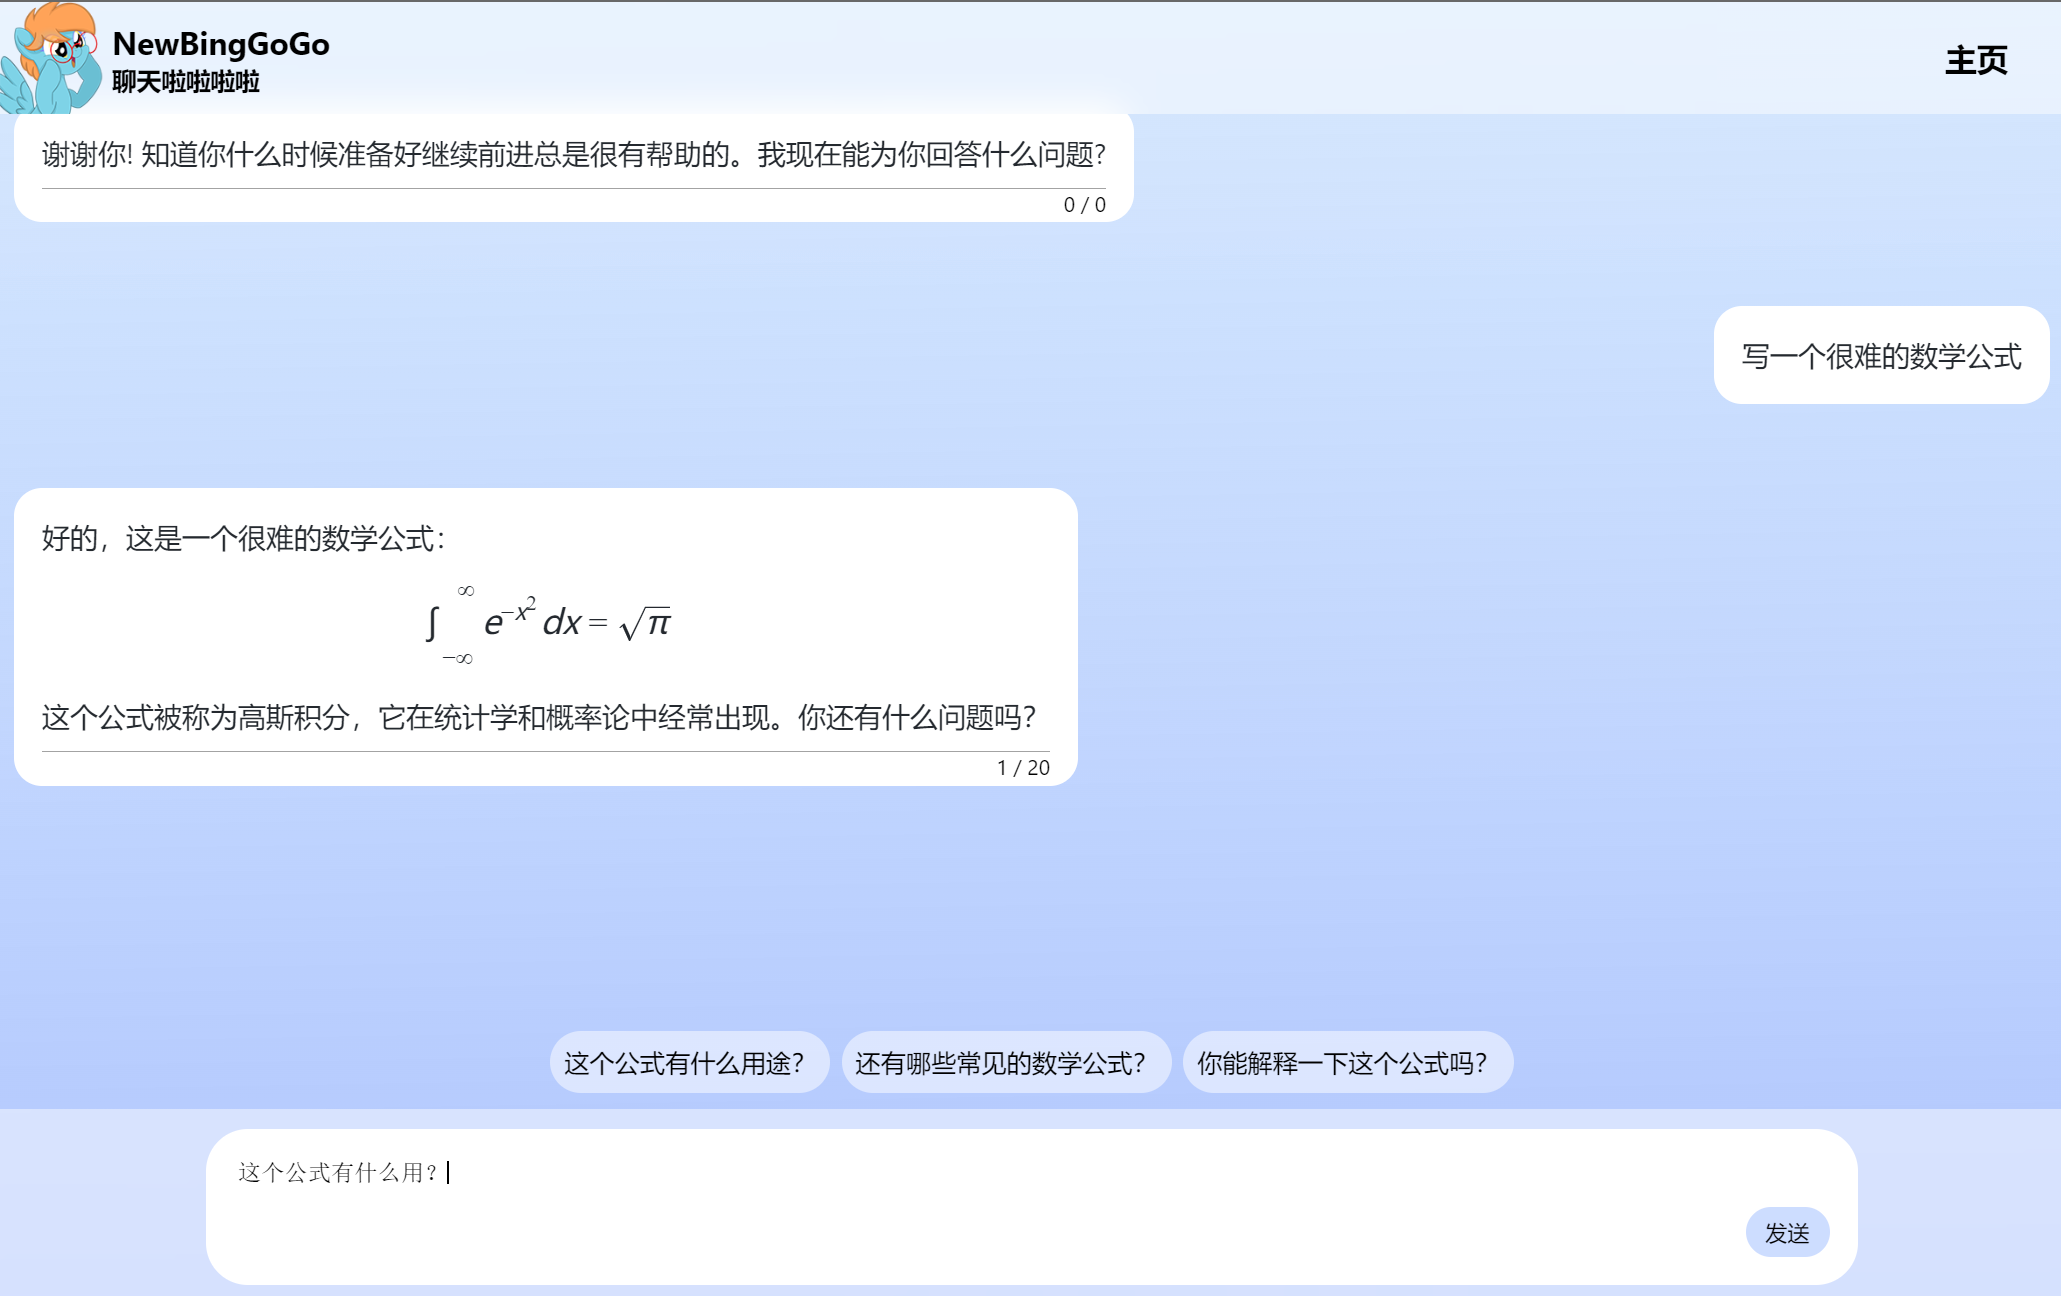 NewBingGoGo
聊天啦啦啦啦
主页
谢谢你! 知道你什么时候准备好继续前进总是很有帮助的。我现在能为你回答什么问题?
0 / 0
写一个很难的数学公式
好的，这是一个很难的数学公式：
∫_{−∞}^{∞} e^{−x^2} dx = √π
这个公式被称为高斯积分，它在统计学和概率论中经常出现。你还有什么问题吗？
1 / 20
这个公式有什么用途？
还有哪些常见的数学公式？
你能解释一下这个公式吗？
这个公式有什么用？
发送